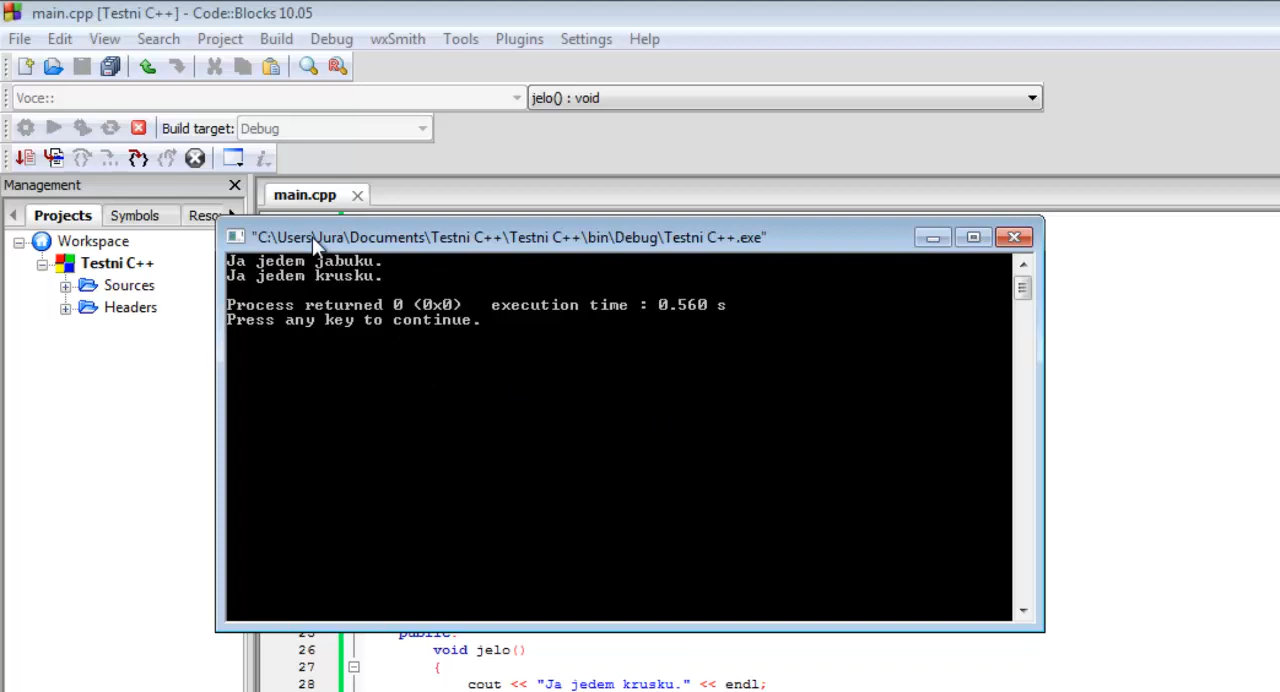 main.cpp [Testni C++] - Code::Blocks 10.05
File Edit View Search Project Build Debug wxSmith Tools Plugins Settings Help
Voce:: jelo() : void
Build target: Debug
Management
main.cpp
Projects Symbols
"C:\Users\Jura\Documents\Testni C++\Testni C++\bin\Debug\Testni C++.exe"
Workspace
Testni C++
Sources
Headers
Ja jedem jabuku.
Ja jedem krusku.
Process returned 0 (0x0) execution time : 0.560 s
Press any key to continue.
26 void jelo()
27 {
28 cout << "Ja jedem krusku." << endl;